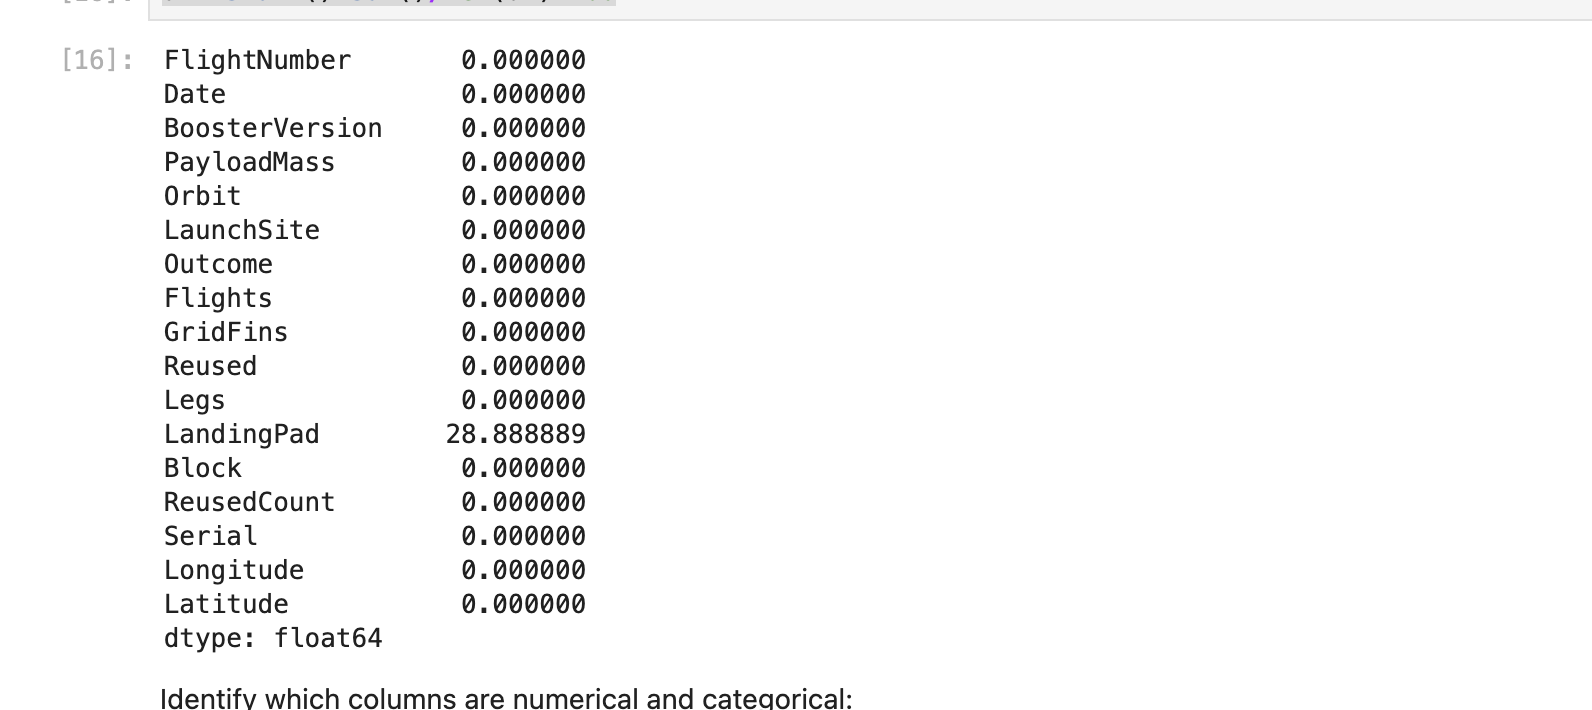 [16]:
FlightNumber 0.000000
Date 0.000000
BoosterVersion 0.000000
PayloadMass 0.000000
Orbit 0.000000
LaunchSite 0.000000
Outcome 0.000000
Flights 0.000000
GridFins 0.000000
Reused 0.000000
Legs 0.000000
LandingPad 28.888889
Block 0.000000
ReusedCount 0.000000
Serial 0.000000
Longitude 0.000000
Latitude 0.000000
dtype: float64
Identify which columns are numerical and categorical: